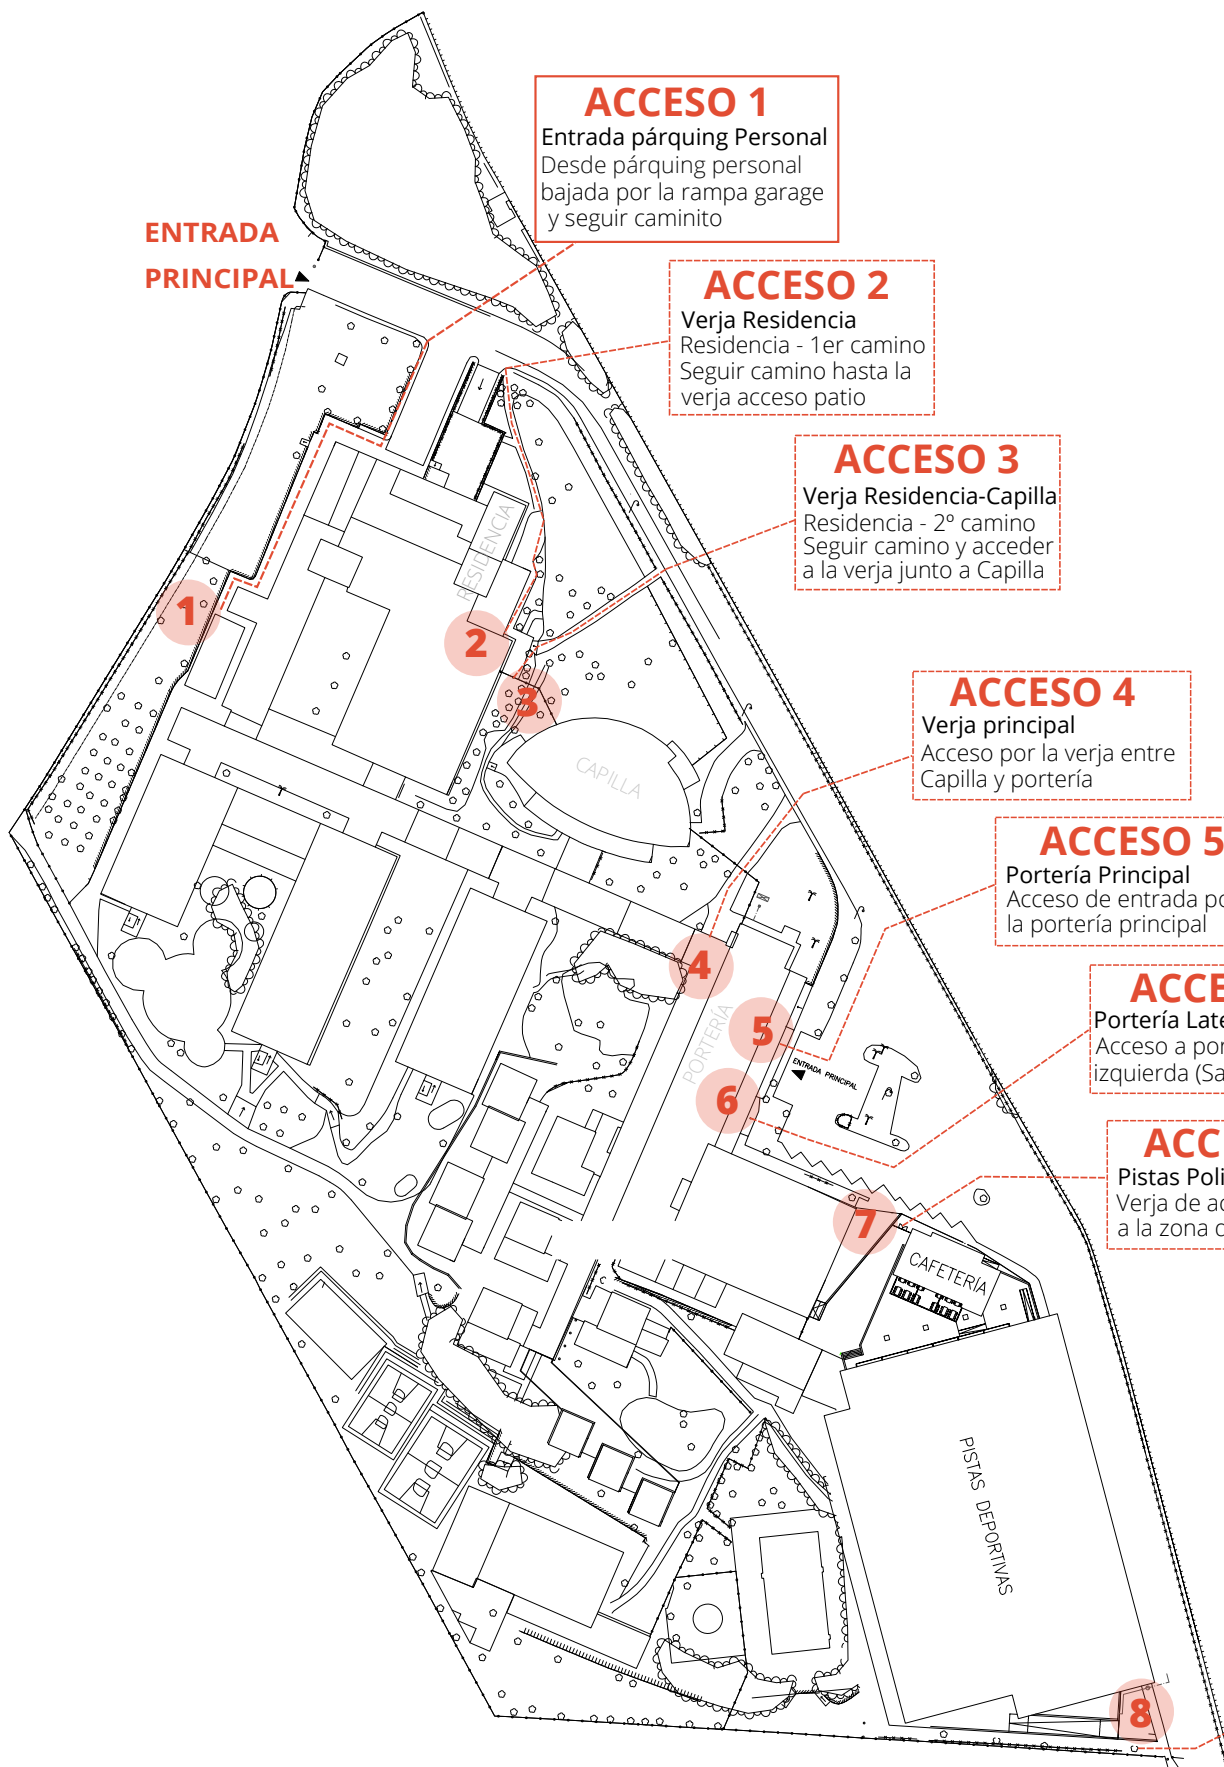 ACCESO 1
Entrada párquing Personal
Desde párquing personal
bajada por la rampa garage
y seguir caminito
ENTRADA
PRINCIPAL
ACCESO 2
Verja Residencia
Residencia - 1er camino
Seguir camino hasta la
verja acceso patio
ACCESO 3
Verja Residencia-Capilla
Residencia - 2º camino
Seguir camino y acceder
a la verja junto a Capilla
RESIDENCIA
1
2
3
ACCESO 4
Verja principal
Acceso por la verja entre
Capilla y portería
CAPILLA
ACCESO 5
Portería Principal
Acceso de entrada po
la portería principal
4
PORTERÍA
5
ENTRADA PRINCIPAL
6
ACCE
Portería Late
Acceso a por
izquierda (Sa
ACC
Pistas Poli
Verja de ac
a la zona d
7
CAFETERÍA
PISTAS DEPORTIVAS
8